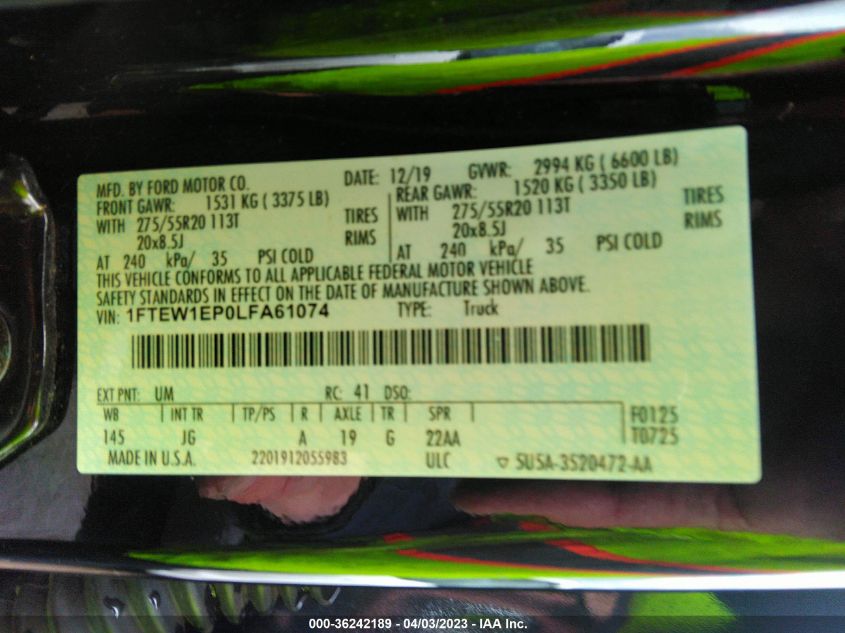 MFD. BY FORD MOTOR CO. DATE: 12/19 GVWR: 2994 KG ( 6600 LB)
FRONT GAWR: 1531 KG ( 3375 LB) REAR GAWR: 1520 KG ( 3350 LB)
WITH 275/55R20 113T TIRES WITH 275/55R20 113T TIRES
20x8.5J RIMS 20x8.5J RIMS
AT 240 kPa/ 35 PSI COLD AT 240 kPa/ 35 PSI COLD
THIS VEHICLE CONFORMS TO ALL APPLICABLE FEDERAL MOTOR VEHICLE
SAFETY STANDARDS IN EFFECT ON THE DATE OF MANUFACTURE SHOWN ABOVE.
VIN: 1FTEW1EP0LFA61074 TYPE: Truck
EXT PNT: UM RC: 41 DSO:
WB INT TR TP/PS R AXLE TR SPR F0125
145 JG A 19 G 22AA T0725
MADE IN U.S.A. 2201912055983 ULC ▽ 5U5A-3520472-AA
000-36242189 - 04/03/2023 - IAA Inc.